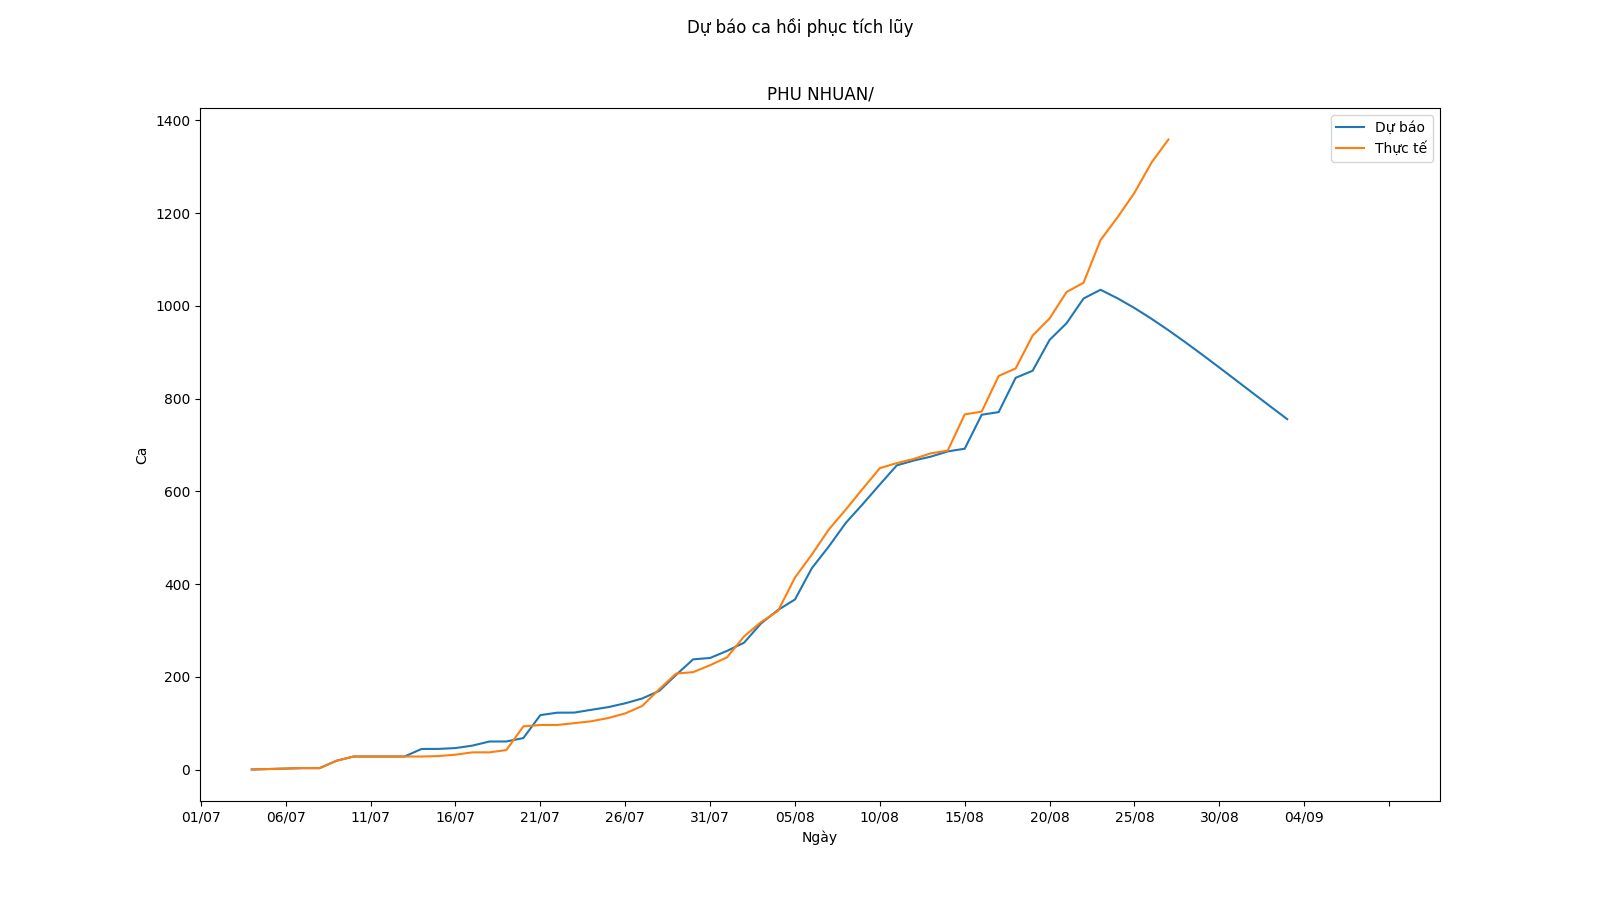 Dự báo ca hồi phục tích lũy
PHU NHUAN/
Dự báo
Thực tế
1400
1200
1000
800
600
400
200
0
Ca
01/07 06/07 11/07 16/07 21/07 26/07 31/07 05/08 10/08 15/08 20/08 25/08 30/08 04/09
Ngày